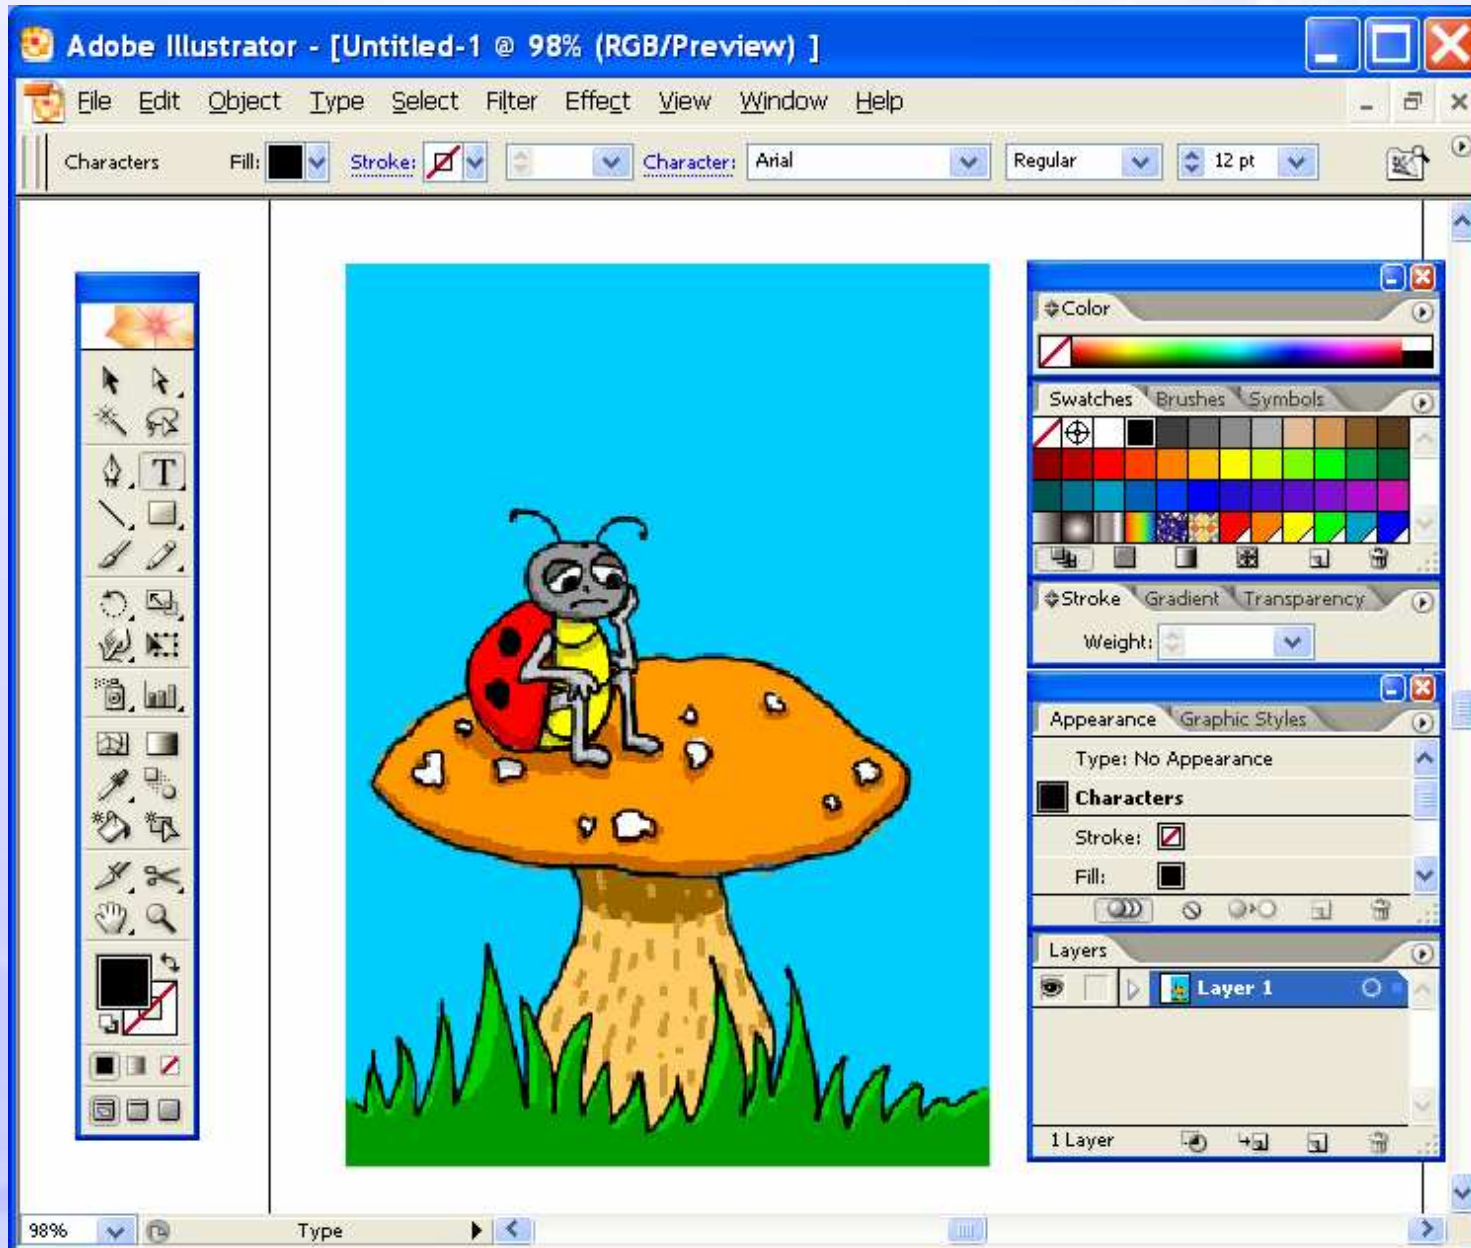 Adobe Illustrator - [Untitled-1 @ 98% (RGB/Preview) ]
File Edit Object Type Select Filter Effect View Window Help
Characters Fill: Stroke: Character: Arial Regular 12 pt
T
Color
Swatches Brushes Symbols
Stroke Gradient Transparency
Weight:
Appearance Graphic Styles
Type: No Appearance
Characters
Stroke:
Fill:
Layers
Layer 1
1 Layer
98% Type